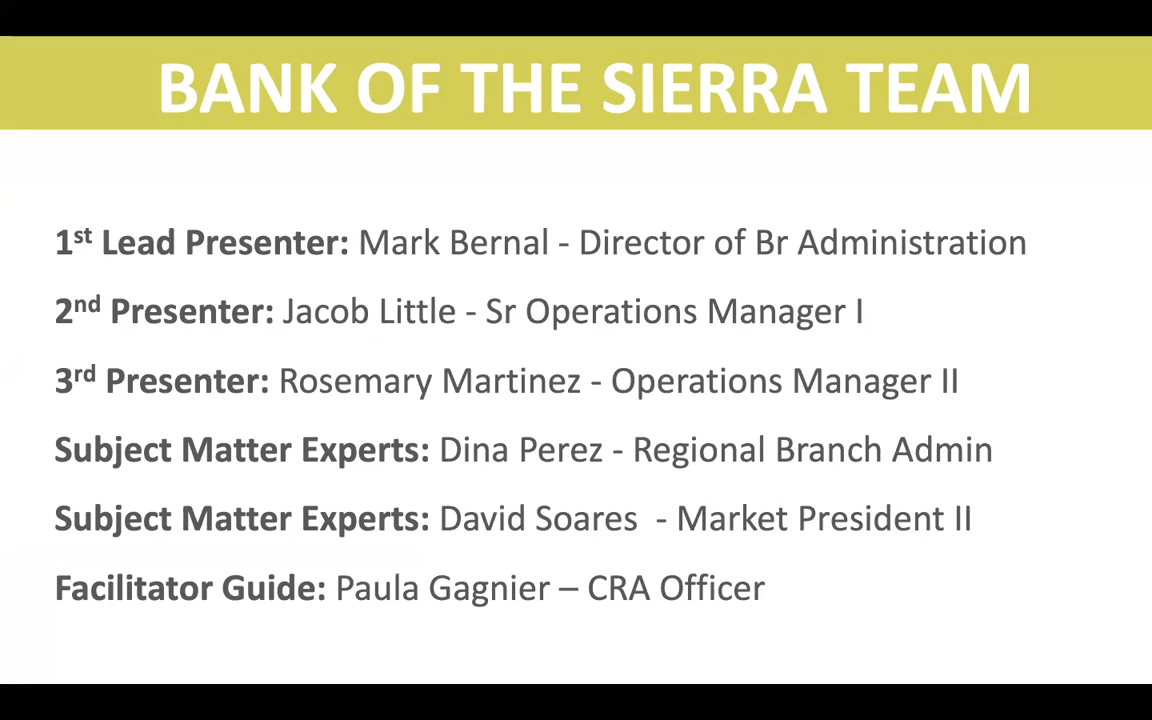 BANK OF THE SIERRA TEAM
1st Lead Presenter: Mark Bernal - Director of Br Administration
2nd Presenter: Jacob Little - Sr Operations Manager I
3rd Presenter: Rosemary Martinez - Operations Manager II
Subject Matter Experts: Dina Perez - Regional Branch Admin
Subject Matter Experts: David Soares - Market President II
Facilitator Guide: Paula Gagnier – CRA Officer